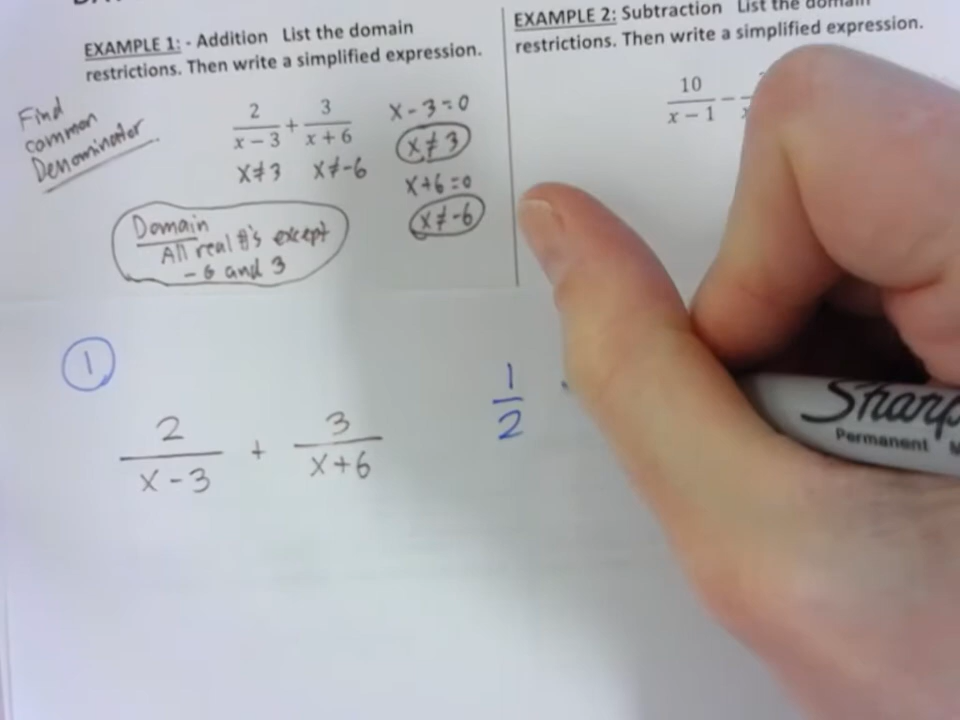 EXAMPLE 1: - Addition List the domain
restrictions. Then write a simplified expression.
Find
common
Denominator
2/(x − 3) + 3/(x + 6)
x≠3 x≠-6
x-3=0
x≠3
x+6=0
x≠-6
Domain
All real #'s except
-6 and 3
EXAMPLE 2: Subtraction List the domain
restrictions. Then write a simplified expression.
10/(x − 1) −
1
2/(x-3) + 3/(x+6)
1/2
Sharp
Permanent